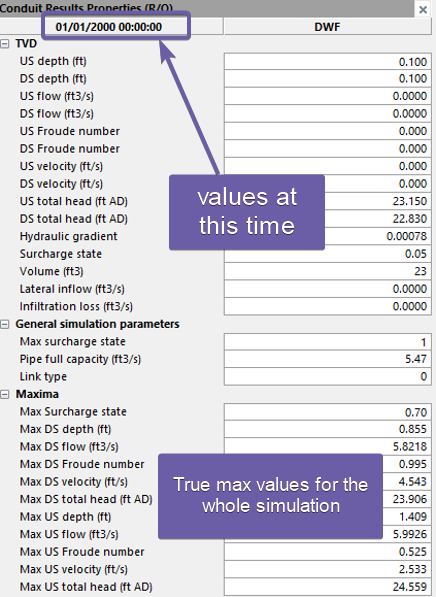 Conduit Results Properties (R/O)
01/01/2000 00:00:00 DWF
TVD
US depth (ft) 0.100
DS depth (ft) 0.100
US flow (ft3/s) 0.0000
DS flow (ft3/s) 0.0000
US Froude number 0.000
DS Froude number 0.000
US velocity (ft/s) 0.000
DS velocity (ft/s) 0.000
US total head (ft AD) 23.150
DS total head (ft AD) 22.830
Hydraulic gradient 0.00078
Surcharge state 0.05
Volume (ft3) 23
Lateral inflow (ft3/s) 0.0000
Infiltration loss (ft3/s) 0.0000
values at
this time
General simulation parameters
Max surcharge state 1
Pipe full capacity (ft3/s) 5.47
Link type 0
Maxima
Max Surcharge state 0.70
Max DS depth (ft) 0.855
Max DS flow (ft3/s) 5.8218
Max DS Froude number 0.995
Max DS velocity (ft/s) 4.543
Max DS total head (ft AD) 23.906
Max US depth (ft) 1.409
Max US flow (ft3/s) 5.9926
Max US Froude number 0.525
Max US velocity (ft/s) 2.533
Max US total head (ft AD) 24.559
True max values for the
whole simulation